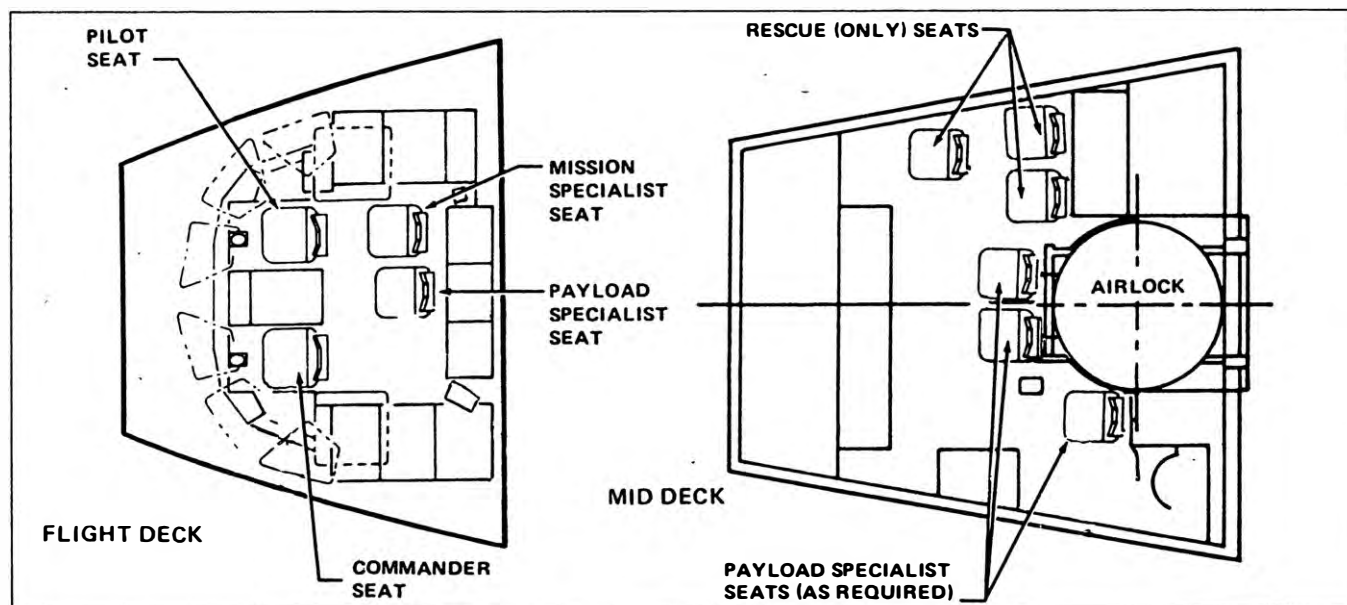 PILOT
SEAT
MISSION
SPECIALIST
SEAT
PAYLOAD
SPECIALIST
SEAT
FLIGHT DECK
COMMANDER
SEAT
RESCUE (ONLY) SEATS
AIRLOCK
MID DECK
PAYLOAD SPECIALIST
SEATS (AS REQUIRED)